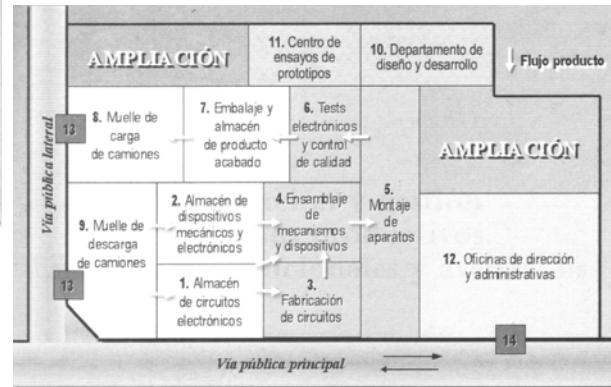 AMPLIACIÓN
11. Centro de
ensayos de
prototipos
10. Departamento de
diseño y desarrollo
Flujo producto
8. Muelle de
carga
de camiones
7. Embalaje y
almacén
de producto
acabado
6. Tests
electrónicos
y control
de calidad
AMPLIACIÓN
13
Vía pública lateral
9. Muelle de
descarga
de camiones
2. Almacén de
dispositivos
mecánicos y
electrónicos
4. Ensamblaje
de
mecanismos
y dispositivos
5.
Montaje
de
aparatos
12. Oficinas de dirección
y administrativas
13
1. Almacén
de circuitos
electrónicos
3.
Fabricación
de circuitos
14
Vía pública principal